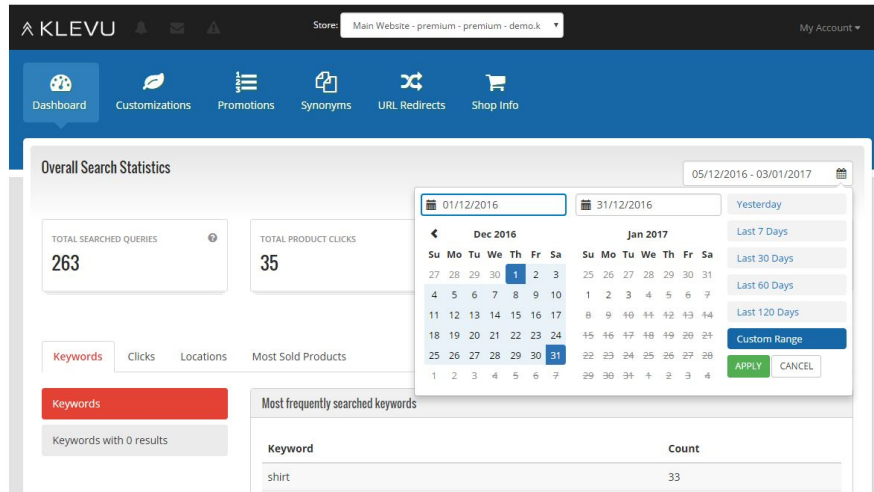 KLEVU
Store: Main Website - premium - premium - demo.k
My Account
Dashboard
Customizations
Promotions
Synonyms
URL Redirects
Shop Info
Overall Search Statistics
05/12/2016 - 03/01/2017
TOTAL SEARCHED QUERIES
263
TOTAL PRODUCT CLICKS
35
01/12/2016
31/12/2016
Dec 2016
Su Mo Tu We Th Fr Sa
27 28 29 30 1 2 3
4 5 6 7 8 9 10
11 12 13 14 15 16 17
18 19 20 21 22 23 24
25 26 27 28 29 30 31
1 2 3 4 5 6 7
Jan 2017
Su Mo Tu We Th Fr Sa
25 26 27 28 29 30 31
1 2 3 4 5 6 7
8 9 10 11 12 13 14
15 16 17 18 19 20 21
22 23 24 25 26 27 28
29 30 31 1 2 3 4
Yesterday
Last 7 Days
Last 30 Days
Last 60 Days
Last 120 Days
Custom Range
APPLY CANCEL
Keywords
Clicks
Locations
Most Sold Products
Keywords
Keywords with 0 results
Most frequently searched keywords
Keyword Count
shirt 33